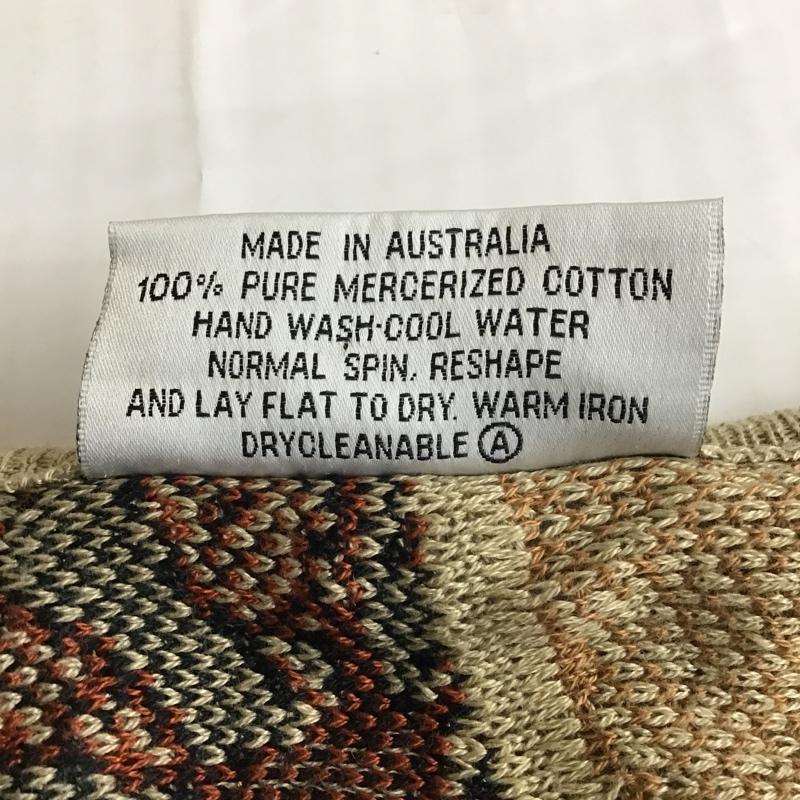 MADE IN AUSTRALIA
100% PURE MERCERIZED COTTON
HAND WASH-COOL WATER
NORMAL SPIN. RESHAPE
AND LAY FLAT TO DRY. WARM IRON
DRYCLEANABLE Ⓐ